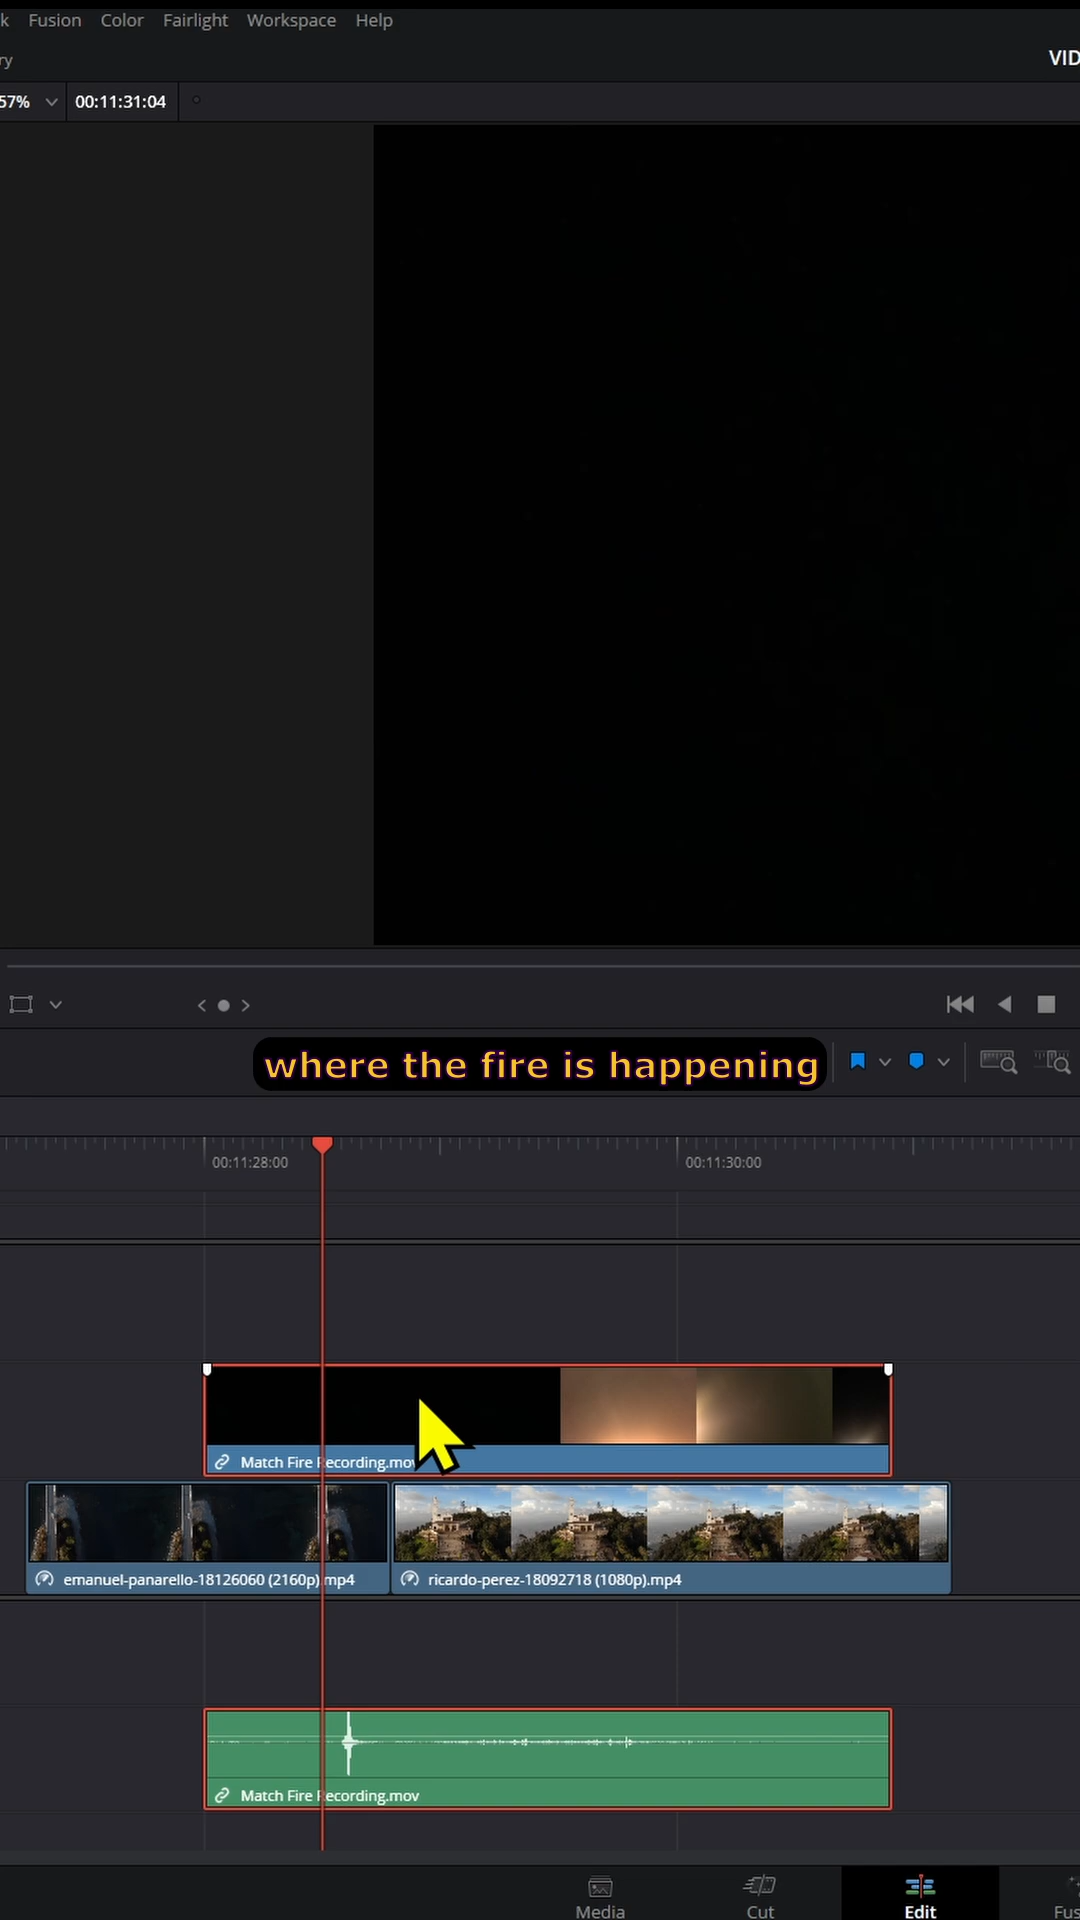 k Fusion Color Fairlight Workspace Help
ry
VID
57% 00:11:31:04
where the fire is happening
00:11:28:00 00:11:30:00
Match Fire Recording.mov
emanuel-panarello-18126060 (2160p).mp4 ricardo-perez-18092718 (1080p).mp4
Match Fire Recording.mov
Media Cut Edit Fus